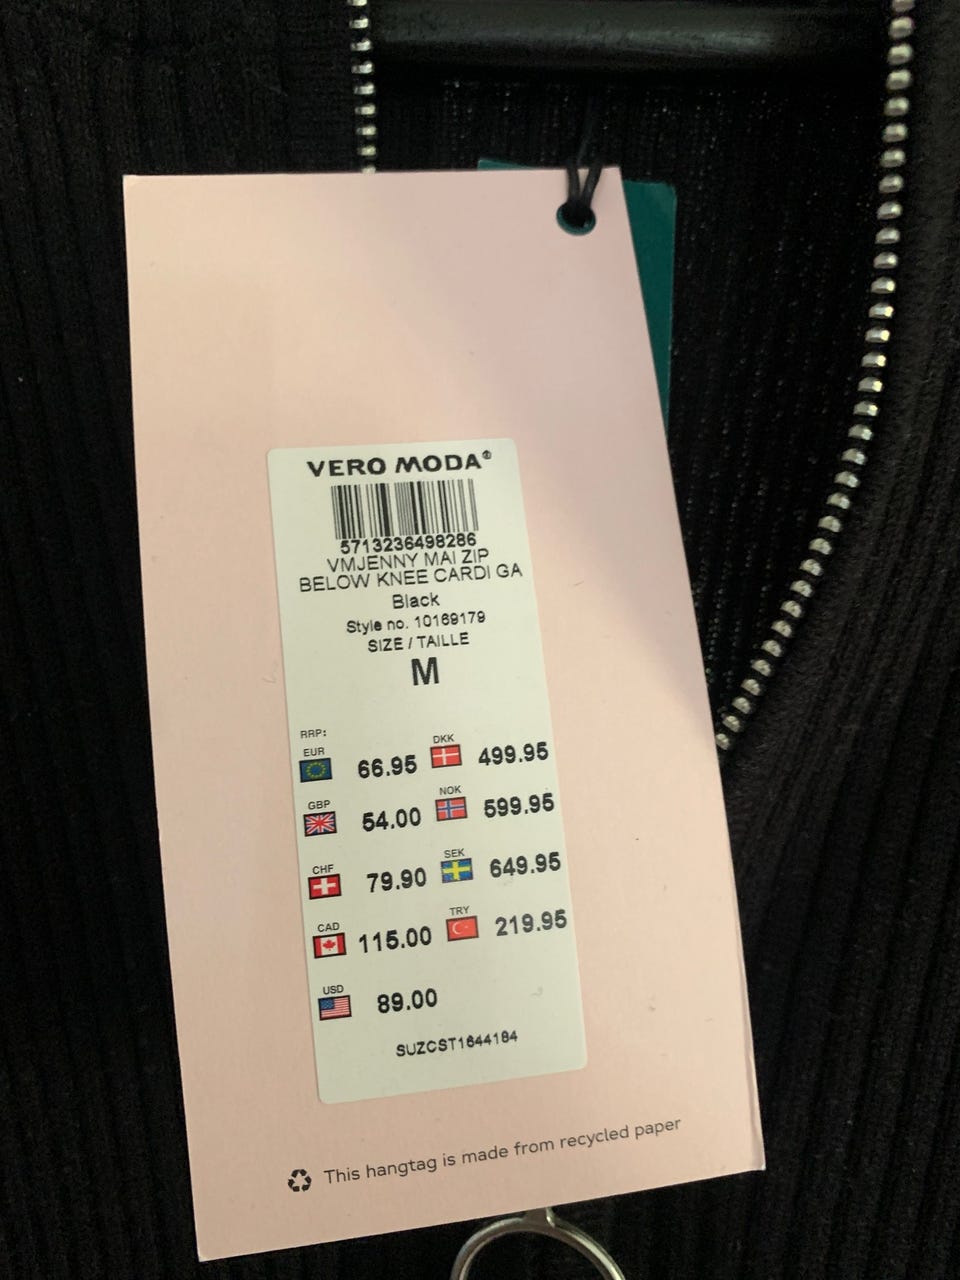 VERO MODA®
5713236498286
VMJENNY MAI ZIP
BELOW KNEE CARDI GA
Black
Style no. 10169179
SIZE / TAILLE
M
RRP:
EUR 66.95 DKK 499.95
GBP 54.00 NOK 599.95
CHF 79.90 SEK 649.95
CAD 115.00 TRY 219.95
USD 89.00
SUZCST1644184
This hangtag is made from recycled paper